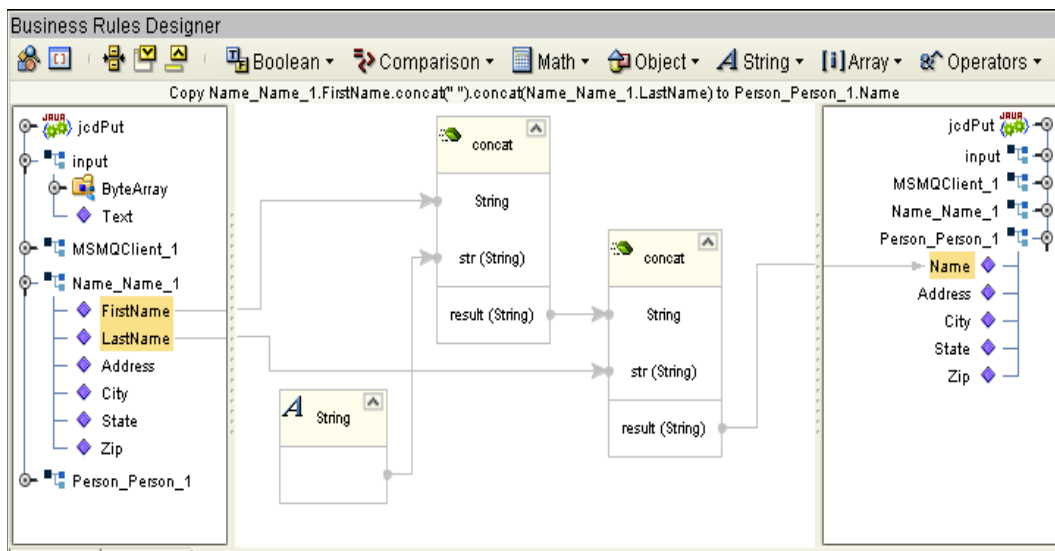 Business Rules Designer
Boolean Comparison Math Object A String [i] Array Operators
Copy Name_Name_1.FirstName.concat(" ").concat(Name_Name_1.LastName) to Person_Person_1.Name
JAVA jcdPut
input
ByteArray
Text
MSMQClient_1
Name_Name_1
FirstName
LastName
Address
City
State
Zip
Person_Person_1
concat
String
str (String)
result (String)
A String
concat
String
str (String)
result (String)
jcdPut JAVA
input
MSMQClient_1
Name_Name_1
Person_Person_1
Name
Address
City
State
Zip